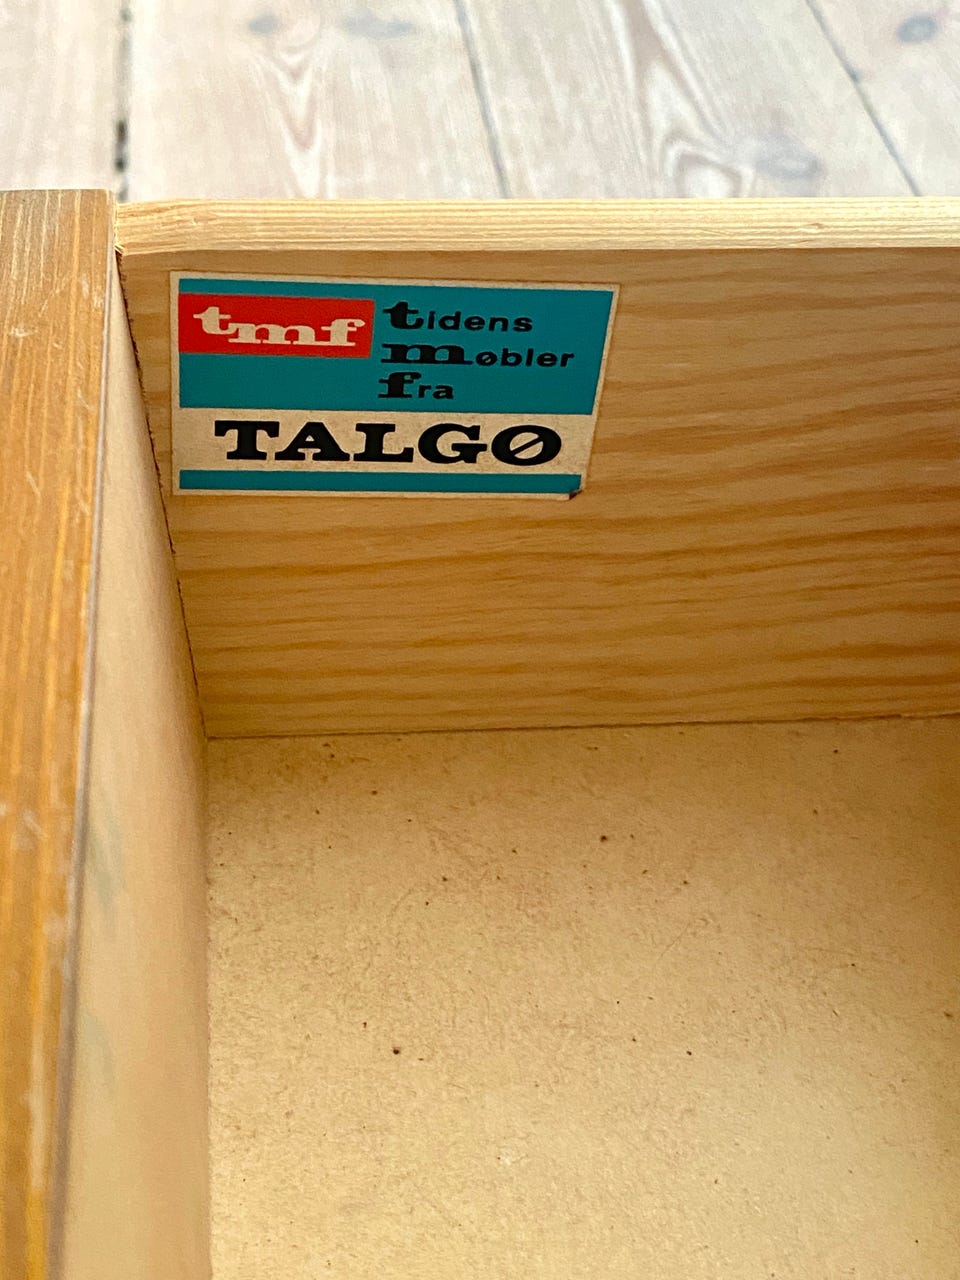 tmf
tidens
møbler
fra
TALGØ